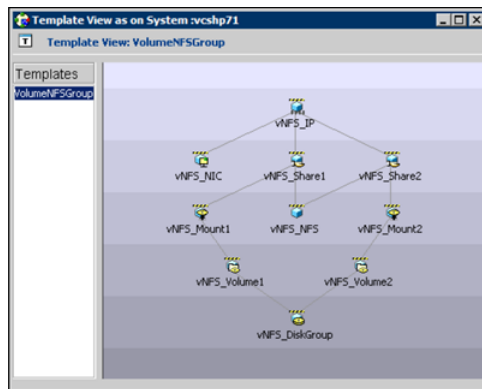 Template View as on System :vcshp71
T Template View: VolumeNFSGroup
Templates
VolumeNFSGroup
vNFS_IP
vNFS_NIC vNFS_Share1 vNFS_Share2
vNFS_Mount1 vNFS_NFS vNFS_Mount2
vNFS_Volume1 vNFS_Volume2
vNFS_DiskGroup